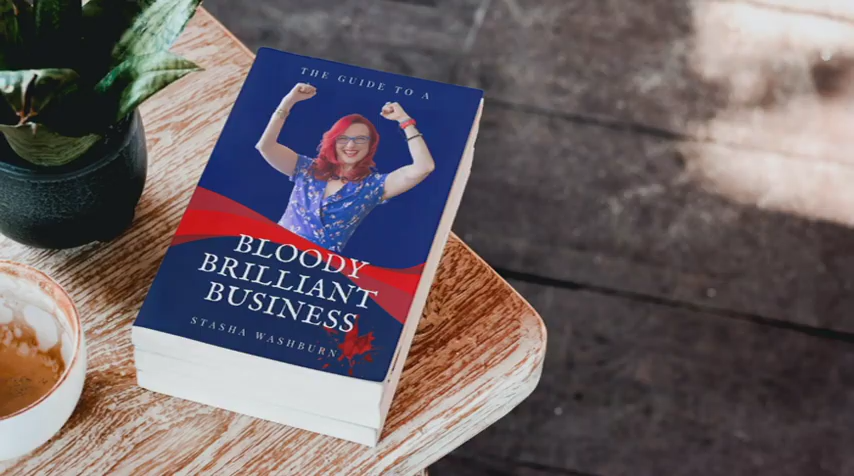 THE GUIDE TO A
BLOODY
BRILLIANT
BUSINESS
STASHA WASHBURN